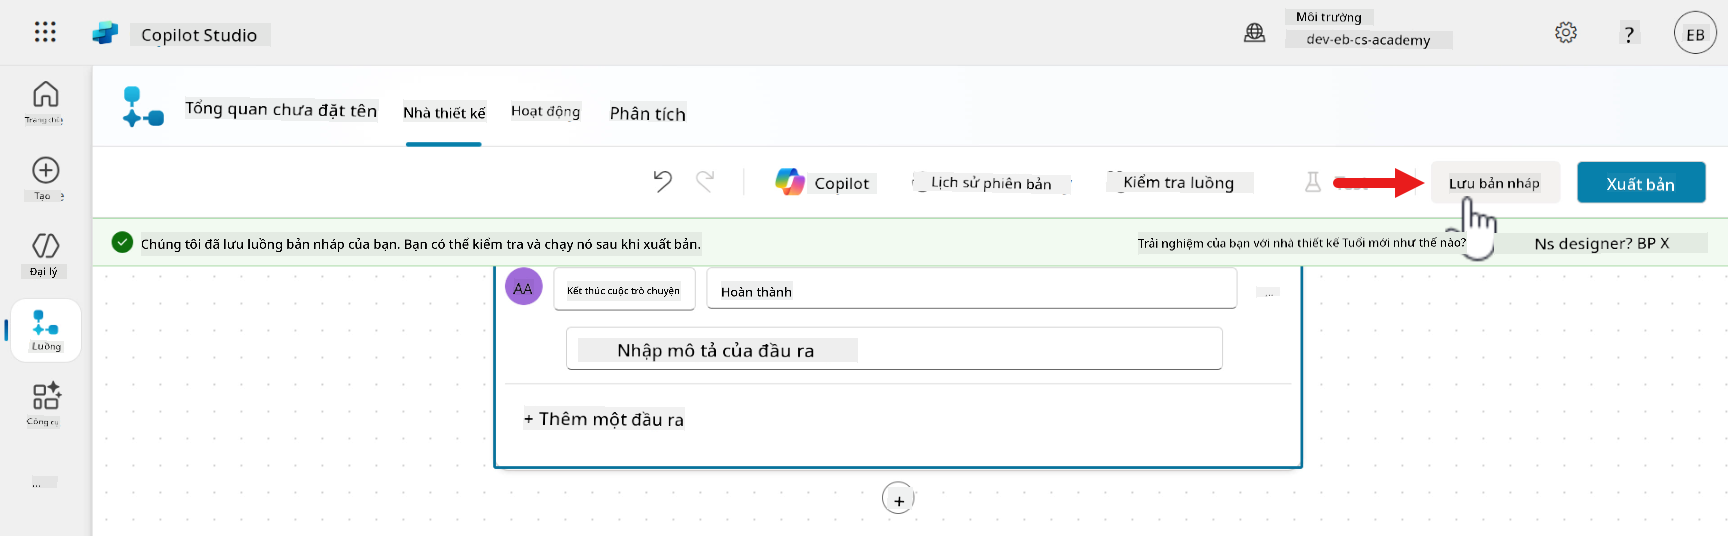 Copilot Studio
Môi trường
dev-eb-cs-academy
?
EB
Trang chủ
Tạo
Đại lý
Luồng
Công cụ
...
Tổng quan chưa đặt tên
Nhà thiết kế
Hoạt động
Phân tích
Copilot
Lịch sử phiên bản
Kiểm tra luồng
Lưu bản nháp
Xuất bản
Chúng tôi đã lưu luồng bản nháp của bạn. Bạn có thể kiểm tra và chạy nó sau khi xuất bản.
Trải nghiệm của bạn với nhà thiết kế Tuổi mới như thế nào?
Ns designer? BP X
AA
Kết thúc cuộc trò chuyện
Hoàn thành
...
Nhập mô tả của đầu ra
+ Thêm một đầu ra
+